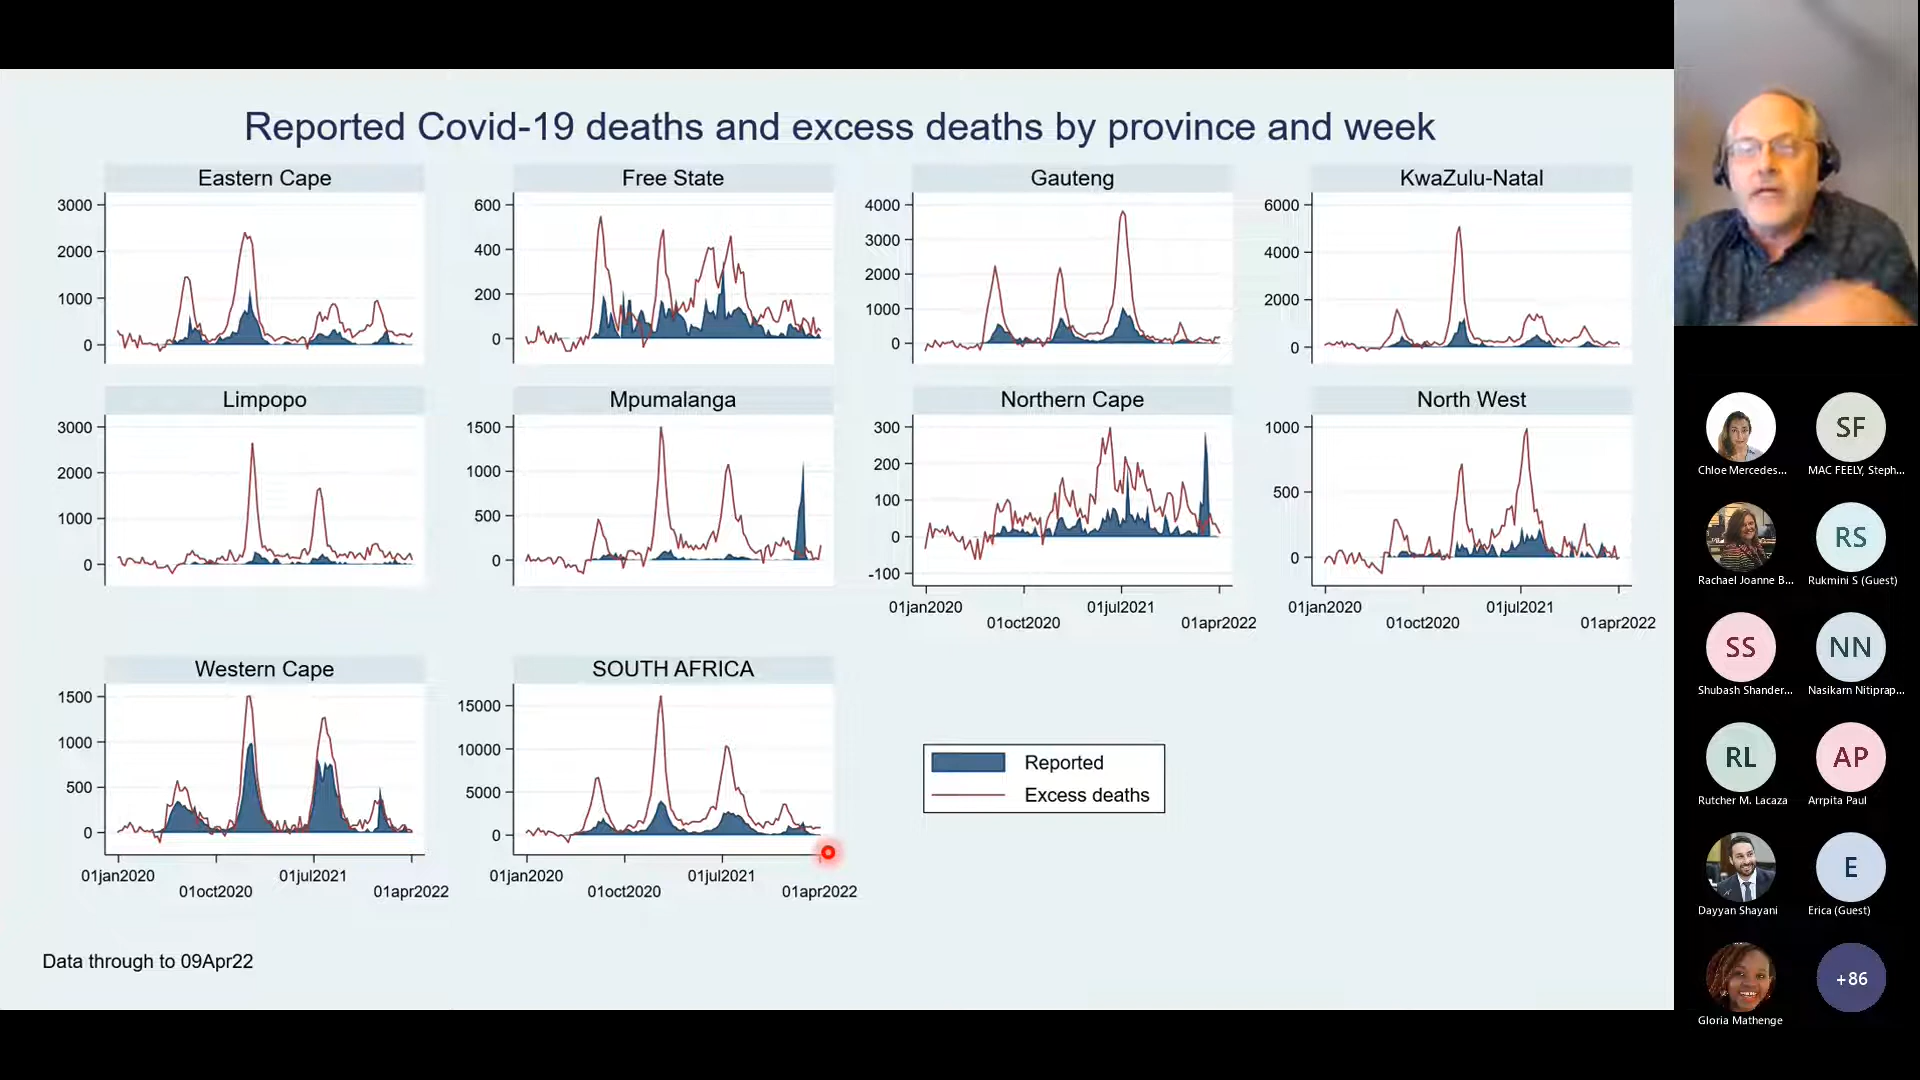 Reported Covid-19 deaths and excess deaths by province and week
Eastern Cape
3000
2000
1000
0
Free State
600
400
200
0
Gauteng
4000
3000
2000
1000
0
KwaZulu-Natal
6000
4000
2000
0
Limpopo
3000
2000
1000
0
Mpumalanga
1500
1000
500
0
Northern Cape
300
200
100
0
-100
01jan2020
01oct2020
01jul2021
01apr2022
North West
1000
500
0
01jan2020
01oct2020
01jul2021
01apr2022
Western Cape
1500
1000
500
0
01jan2020
01oct2020
01jul2021
01apr2022
SOUTH AFRICA
15000
10000
5000
0
01jan2020
01oct2020
01jul2021
01apr2022
Reported
Excess deaths
Data through to 09Apr22
Chloe Mercedes...
SF
MAC FEELY, Steph...
Rachael Joanne B...
RS
Rukmini S (Guest)
SS
Shubash Shander...
NN
Nasikarn Nitiprap...
RL
Rutcher M. Lacaza
AP
Arrpita Paul
Dayyan Shayani
E
Erica (Guest)
Gloria Mathenge
+86